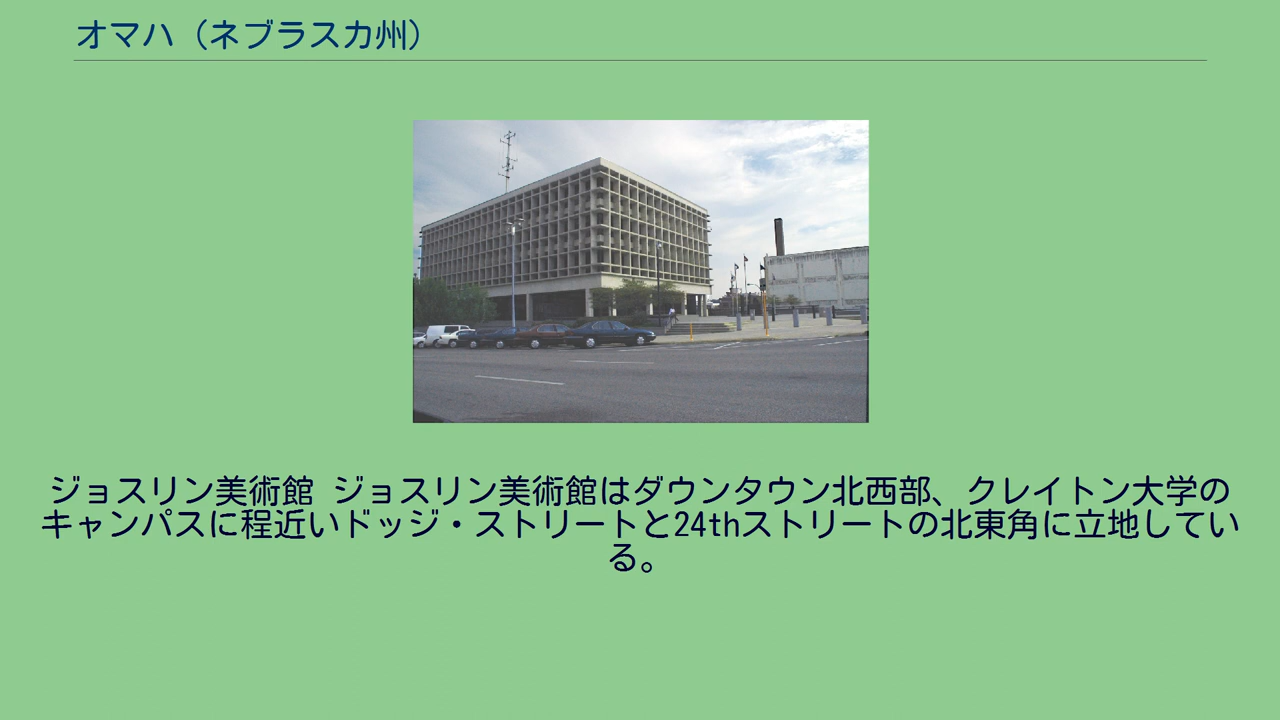 オマハ（ネブラスカ州）
ジョスリン美術館 ジョスリン美術館はダウンタウン北西部、クレイトン大学の
キャンパスに程近いドッジ・ストリートと24thストリートの北東角に立地してい
る。